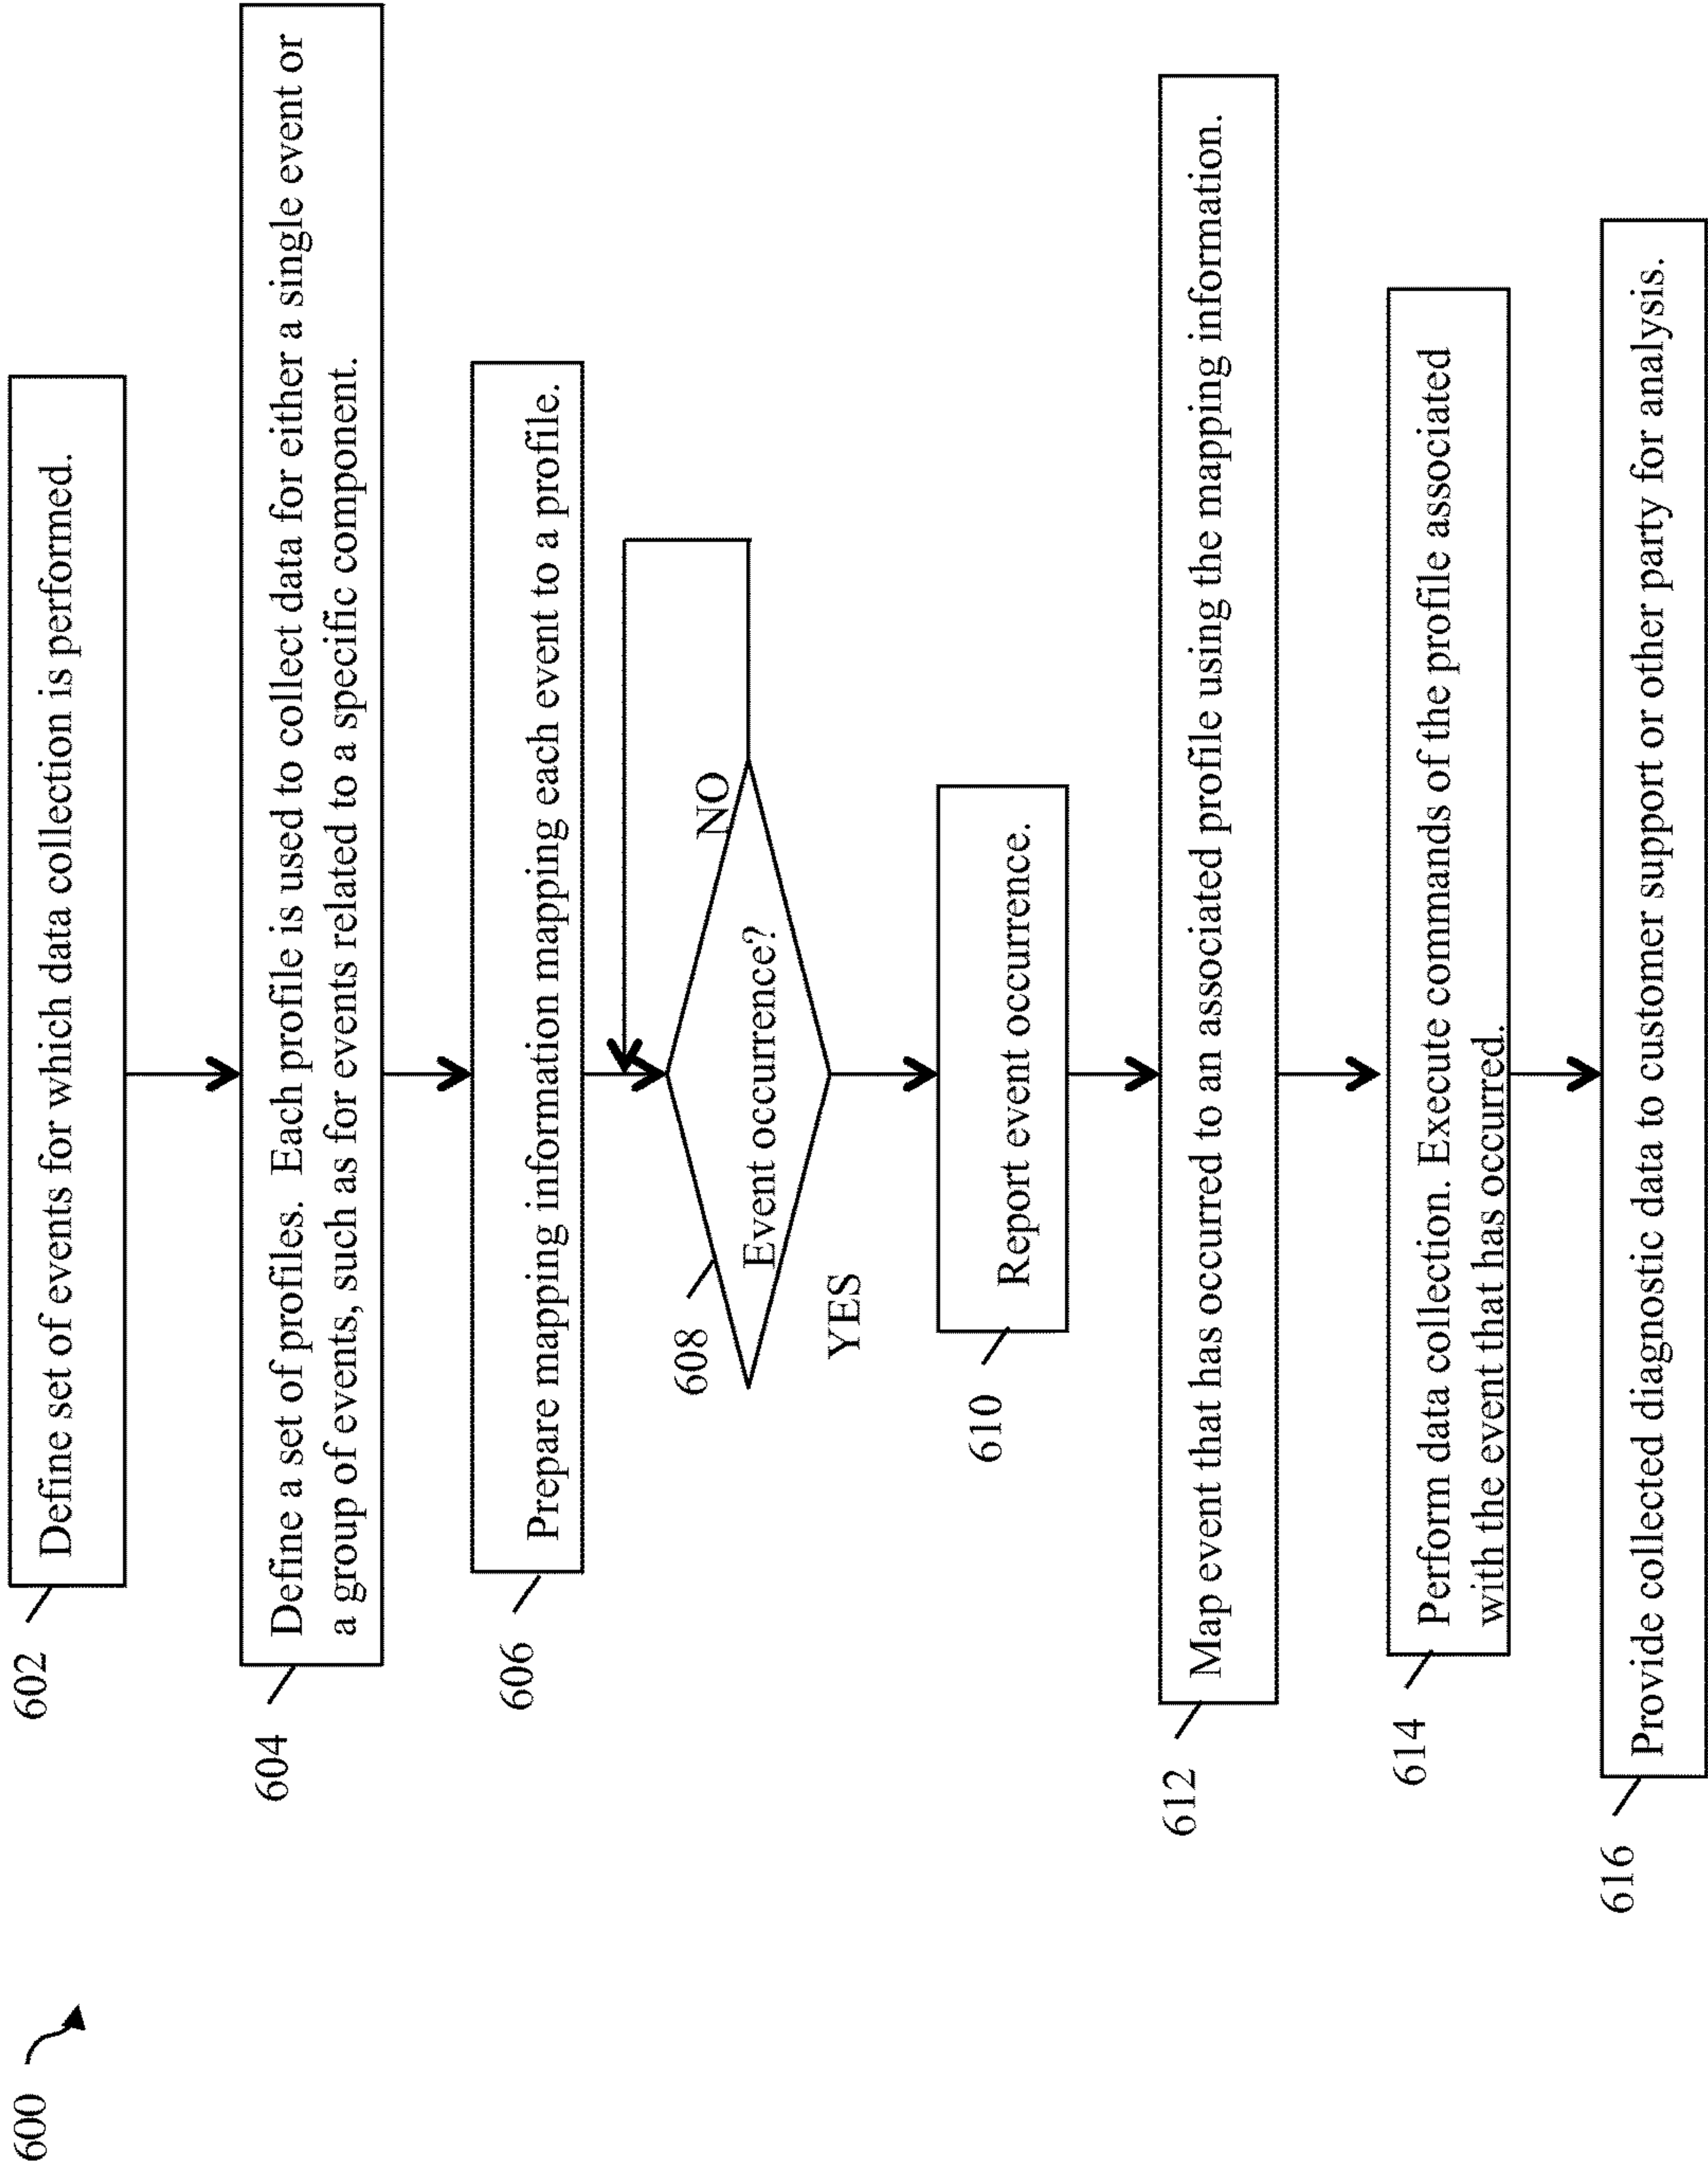 600
602
Define set of events for which data collection is performed.
604
Define a set of profiles. Each profile is used to collect data for either a single event or
a group of events, such as for events related to a specific component.
606
Prepare mapping information mapping each event to a profile.
608
Event occurrence?
NO
YES
610
Report event occurrence.
612
Map event that has occurred to an associated profile using the mapping information.
614
Perform data collection. Execute commands of the profile associated
with the event that has occurred.
616
Provide collected diagnostic data to customer support or other party for analysis.